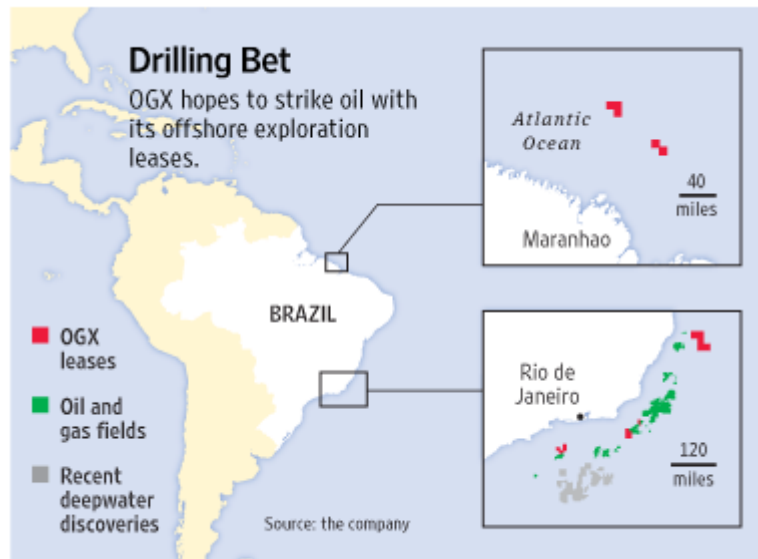 Drilling Bet
OGX hopes to strike oil with
its offshore exploration
leases.
Atlantic
Ocean
40
miles
Maranhao
BRAZIL
OGX
leases
Oil and
gas fields
Recent
deepwater
discoveries
Rio de
Janeiro
120
miles
Source: the company